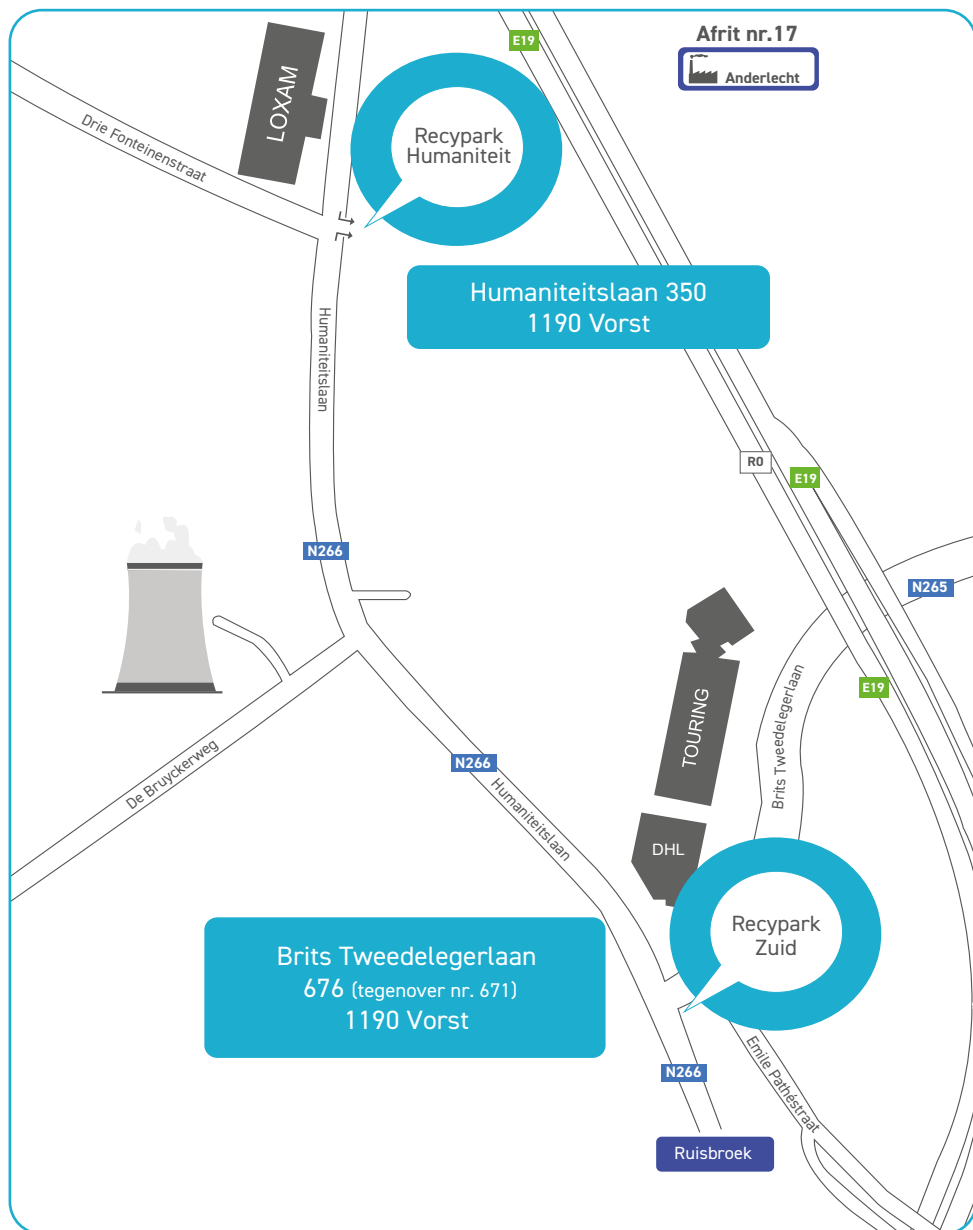 E19
Afrit nr.17
Anderlecht
LOXAM
Drie Fonteinenstraat
Recypark
Humaniteit
Humaniteitslaan 350
1190 Vorst
Humaniteitslaan
R0
E19
N266
N265
E19
TOURING
Brits Tweedelegerlaan
De Bruyckerweg
N266
Humaniteitslaan
DHL
Recypark
Zuid
Brits Tweedelegerlaan
676 (tegenover nr. 671)
1190 Vorst
N266
Emile Pathéstraat
Ruisbroek